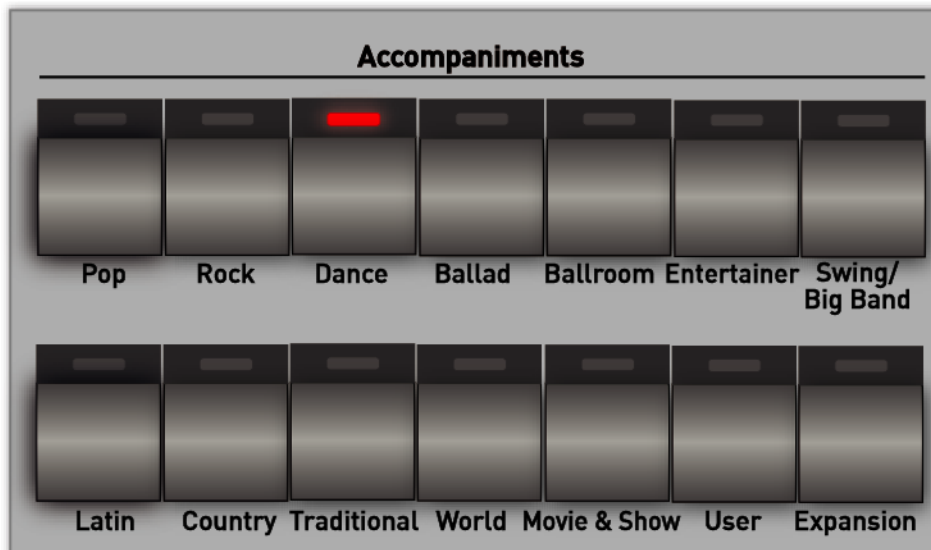 Accompaniments
Pop Rock Dance Ballad Ballroom Entertainer Swing/
Big Band
Latin Country Traditional World Movie & Show User Expansion